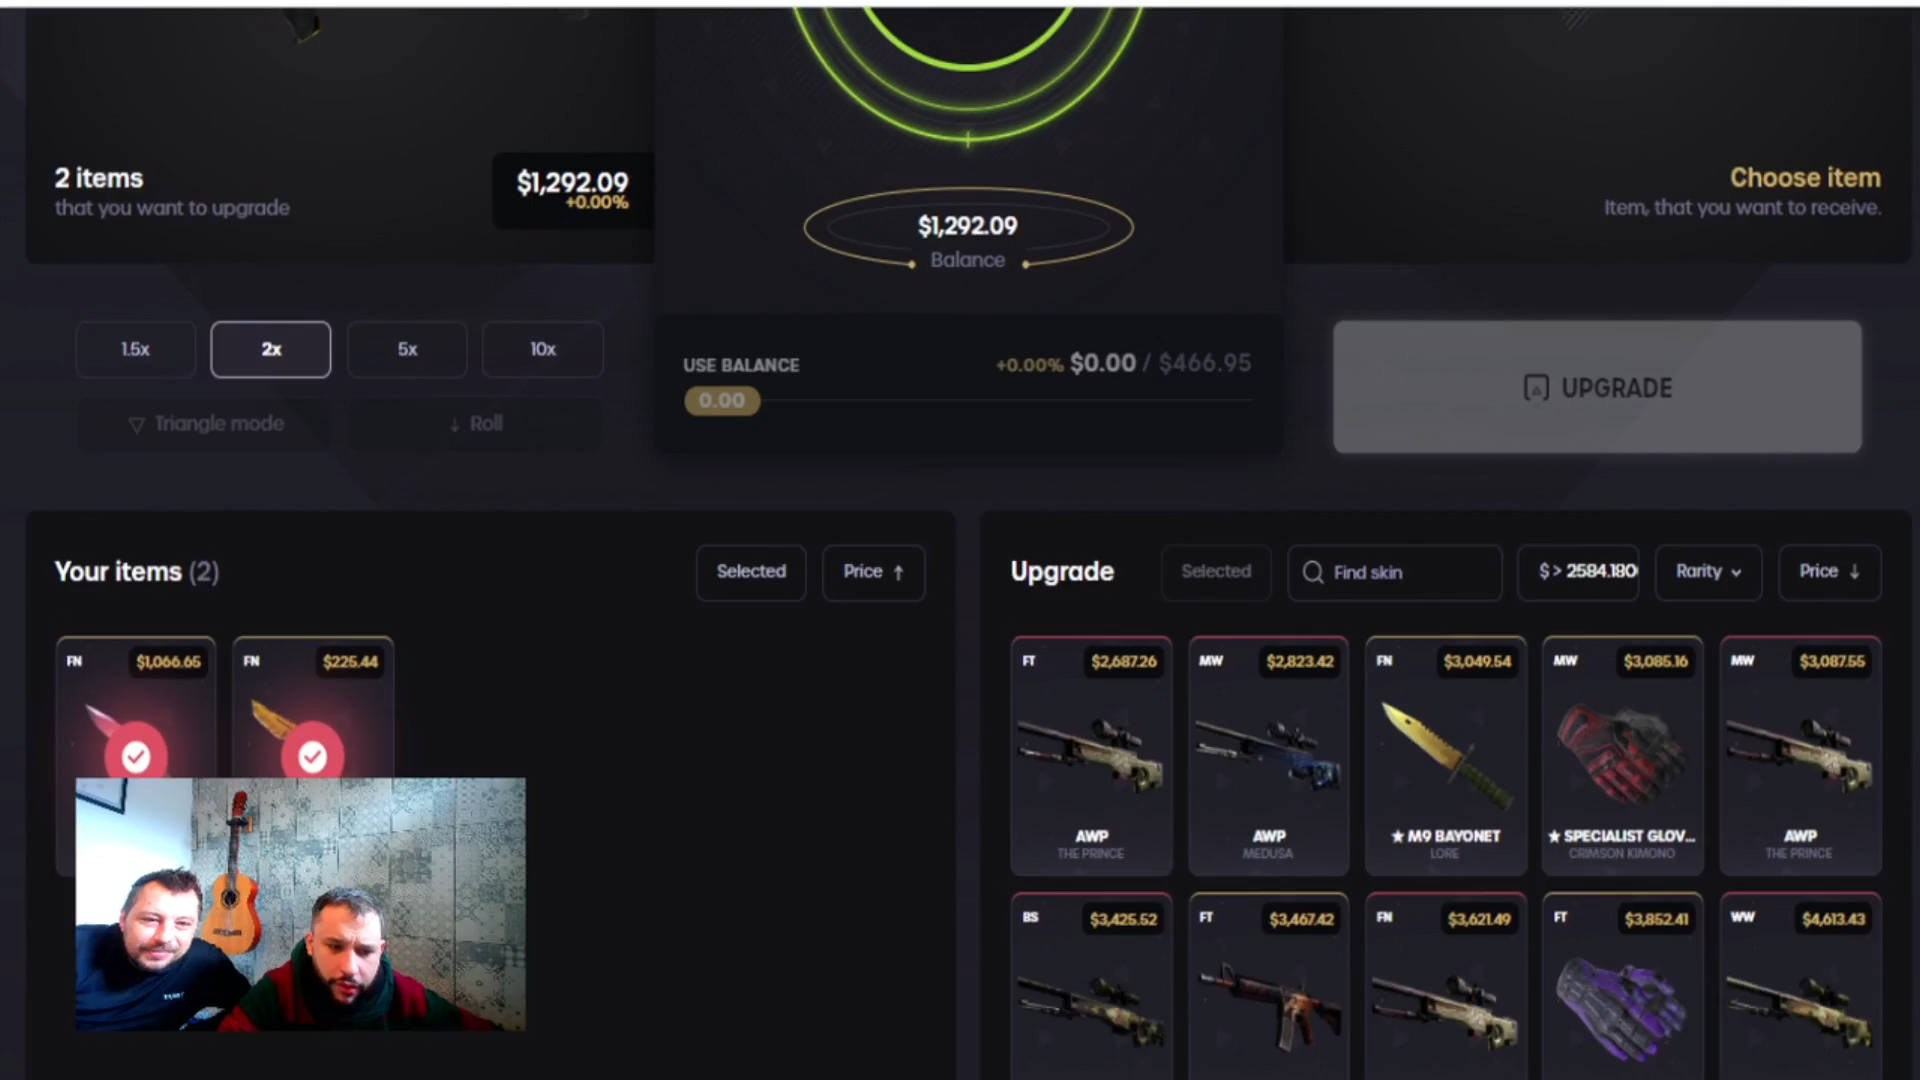 2 items
that you want to upgrade
$1,292.09
+0.00%
$1,292.09
Balance
Choose item
Item, that you want to receive.
1.5x
2x
5x
10x
Triangle mode
Roll
USE BALANCE
+0.00% $0.00 / $466.95
0.00
UPGRADE
Your items (2)
Selected
Price ↑
FN
$1,066.65
FN
$225.44
Upgrade
Selected
Find skin
$ > 2584.180
Rarity
Price ↓
FT
$2,687.26
AWP
THE PRINCE
MW
$2,823.42
AWP
MEDUSA
FN
$3,049.54
★ M9 BAYONET
LORE
MW
$3,085.16
★ SPECIALIST GLOV...
CRIMSON KIMONO
MW
$3,087.55
AWP
THE PRINCE
BS
$3,425.52
FT
$3,467.42
FN
$3,621.49
FT
$3,852.41
WW
$4,613.43